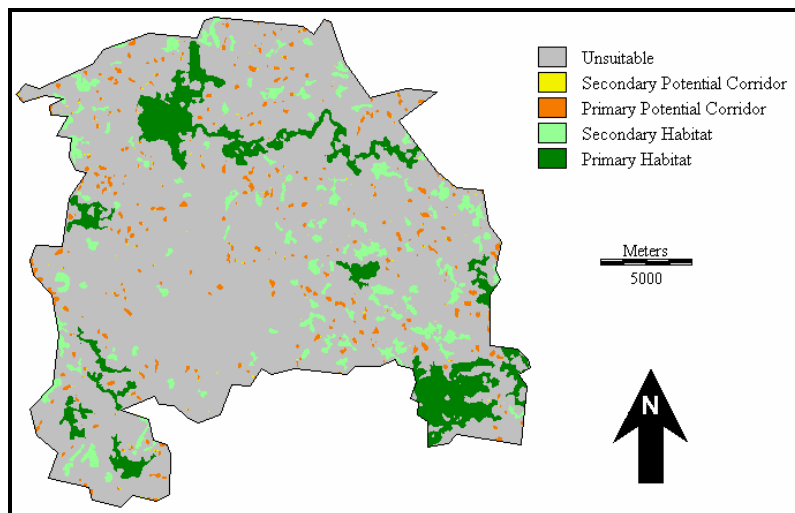 Unsuitable
Secondary Potential Corridor
Primary Potential Corridor
Secondary Habitat
Primary Habitat
Meters
5000
N